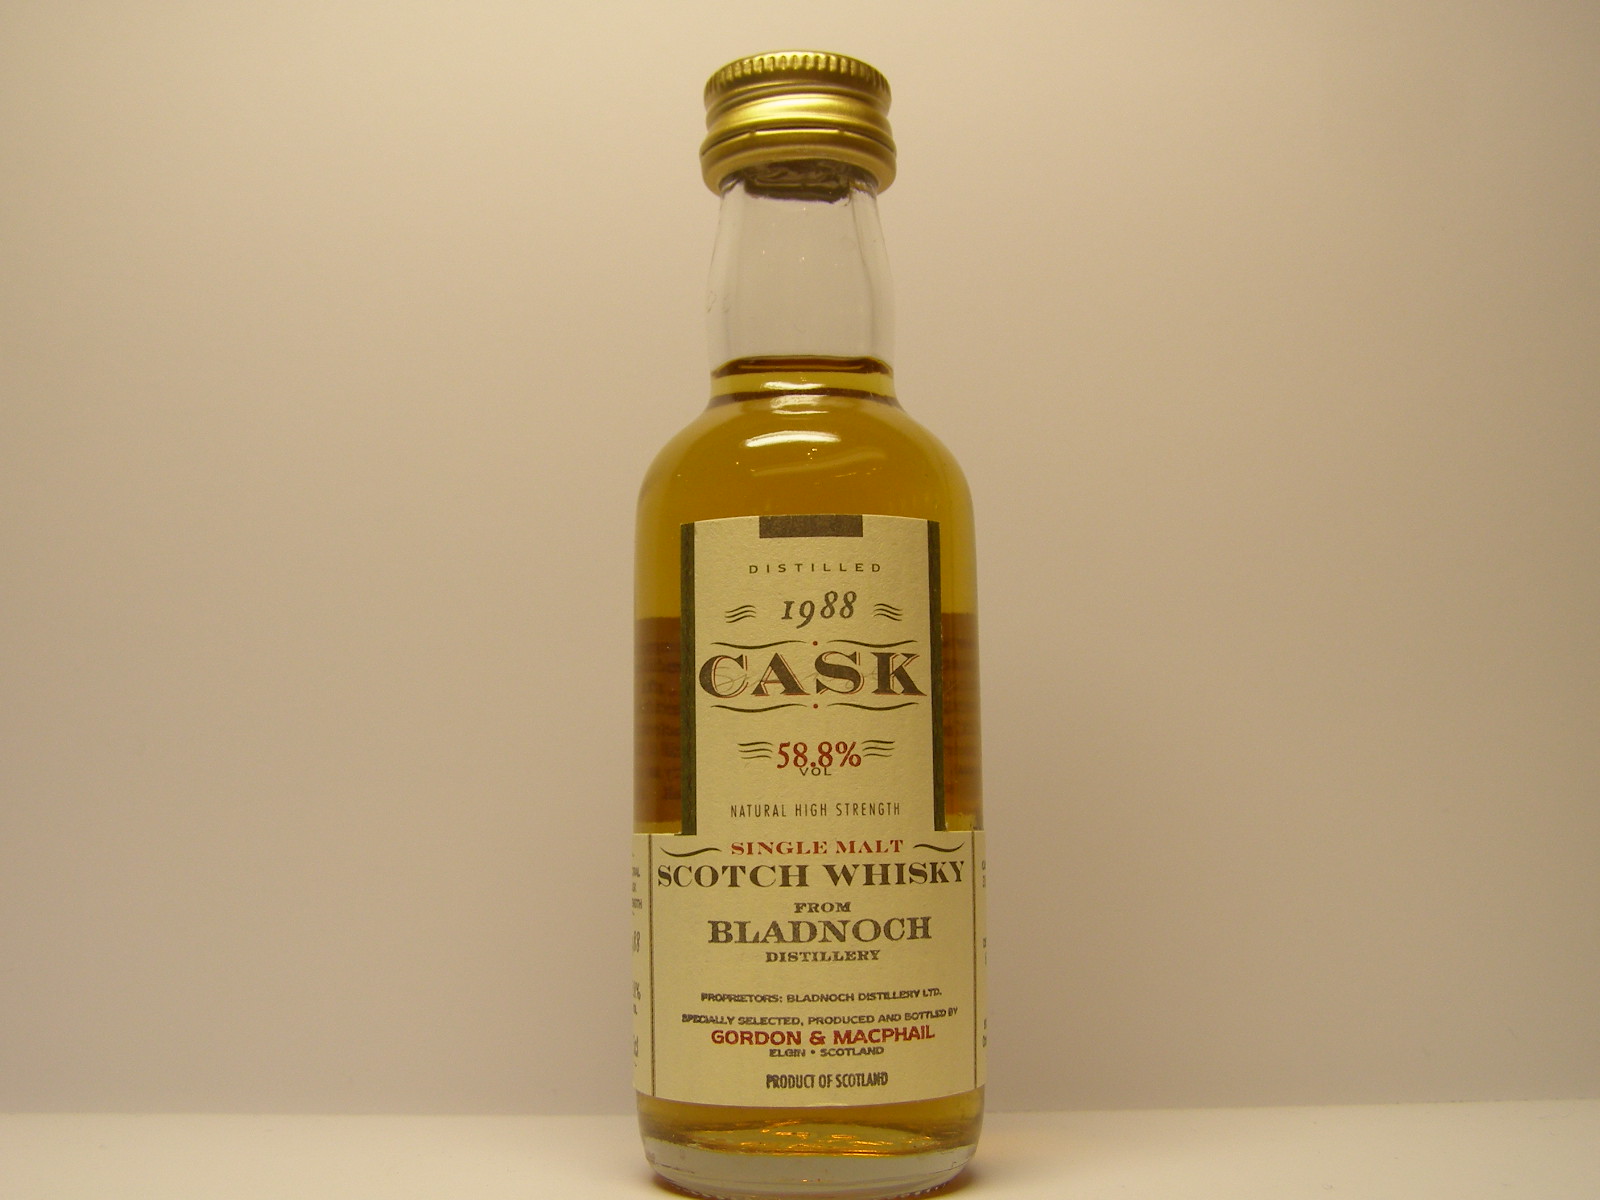 DISTILLED
1988
CASK
58.8%
VOL
NATURAL HIGH STRENGTH
SINGLE MALT
SCOTCH WHISKY
FROM
BLADNOCH
DISTILLERY
PROPRIETORS: BLADNOCH DISTILLERY LTD.
SPECIALLY SELECTED, PRODUCED AND BOTTLED BY
GORDON & MACPHAIL
ELGIN • SCOTLAND
PRODUCT OF SCOTLAND